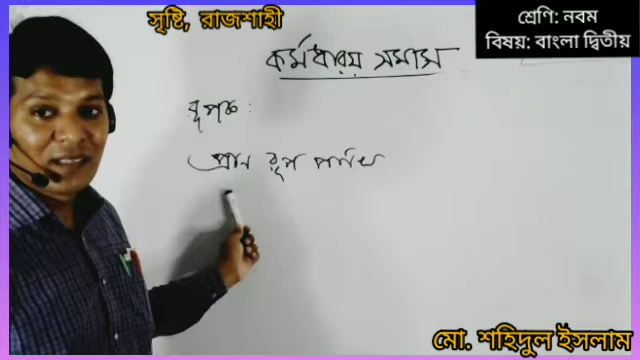 সৃষ্টি, রাজশাহী
শ্রেণি: নবম
বিষয়: বাংলা দ্বিতীয়
কর্মধারয় সমাস
রূপক :
প্রাণ রূপ পাখি
মো. শহিদুল ইসলাম